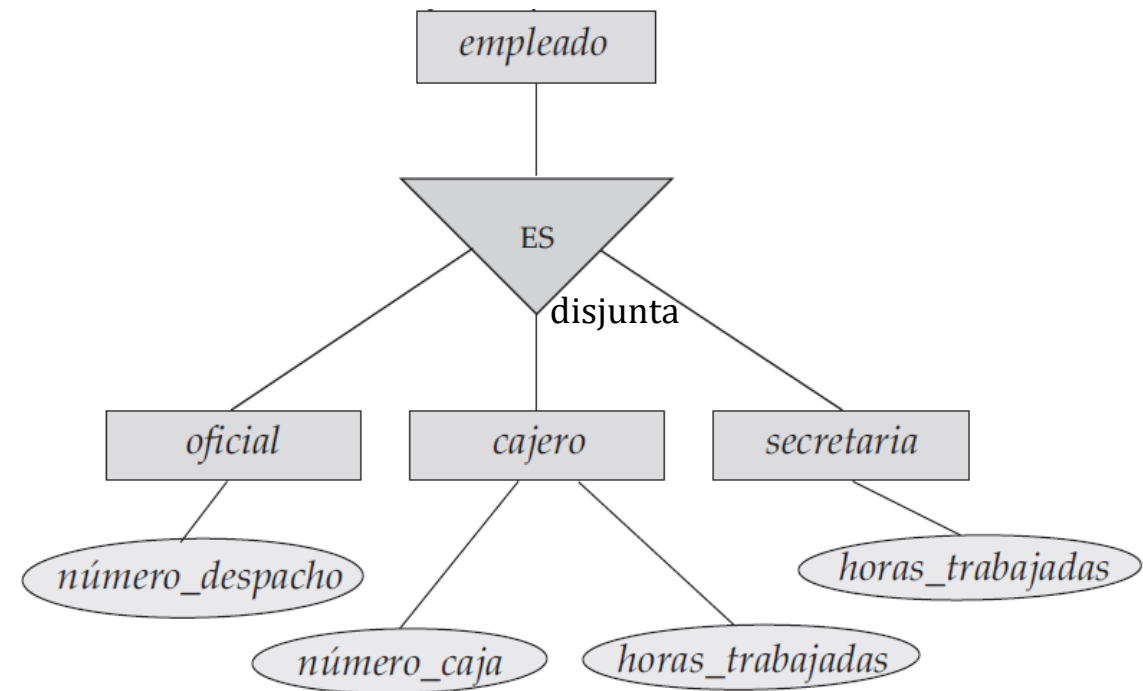 empleado
ES
disjunta
oficial
cajero
secretaria
número_despacho
horas_trabajadas
número_caja
horas_trabajadas